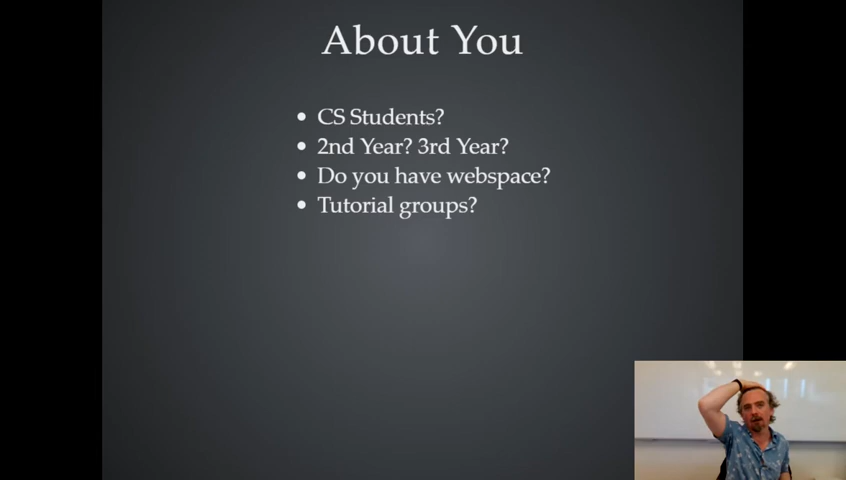 About You
• CS Students?
• 2nd Year? 3rd Year?
• Do you have webspace?
• Tutorial groups?